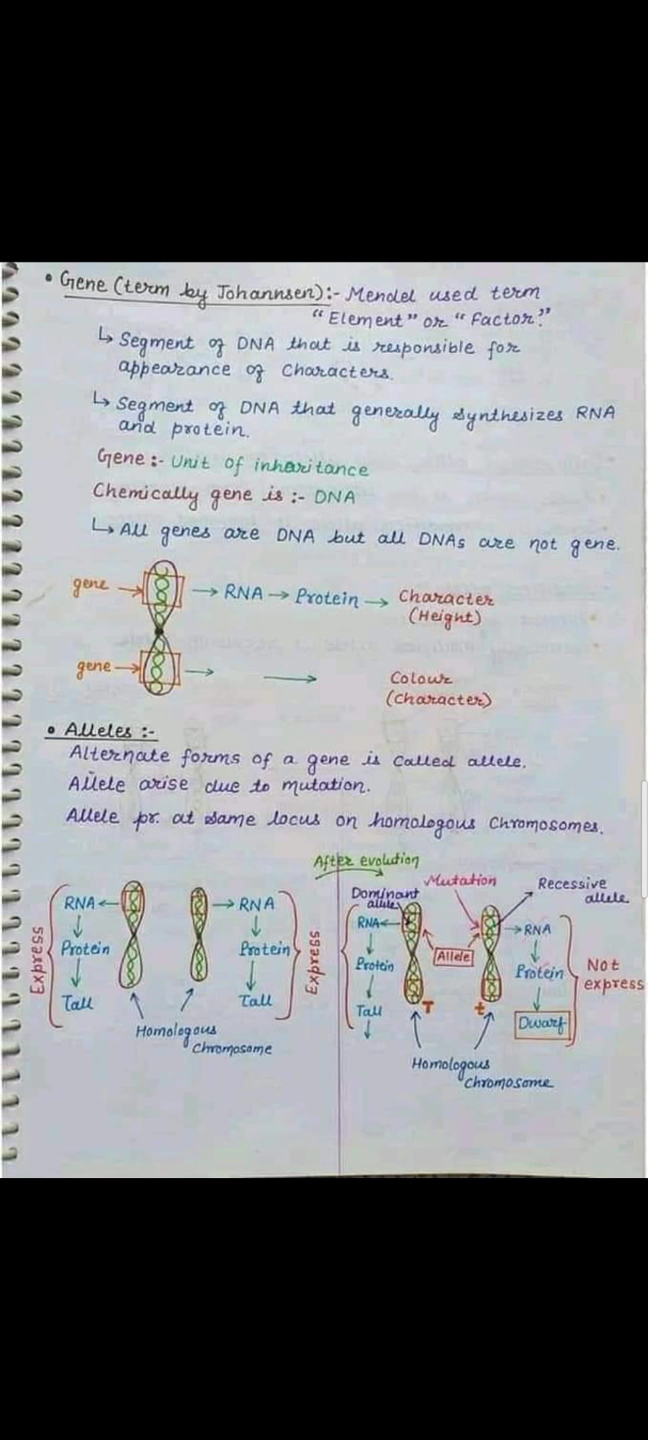 • Gene (term by Johannsen):- Mendel used term
"Element" or "Factor."
↳ Segment of DNA that is responsible for
appearance of Characters.
↳ Segment of DNA that generally synthesizes RNA
and protein.
Gene :- Unit of inheritance
Chemically gene is :- DNA
↳ All genes are DNA but all DNAs are not gene.
gene → → RNA → Protein → Character
(Height)
gene → → → Colour
(Character)
• Alleles :-
Alternate forms of a gene is called allele.
Allele arise due to mutation.
Allele pr. at same locus on homologous Chromosomes.
After evolution
Express
RNA ←
↓
Protein
↓
Tall
→ RNA
↓
Protein
↓
Tall
Express
Homologous
chromosome
Dominant
allele
Mutation
Recessive
allele
RNA ←
↓
Protein
↓
Tall
↓
Allele
T
t
→ RNA
↓
Protein
↓
Dwarf
Not
express
Homologous
chromosome